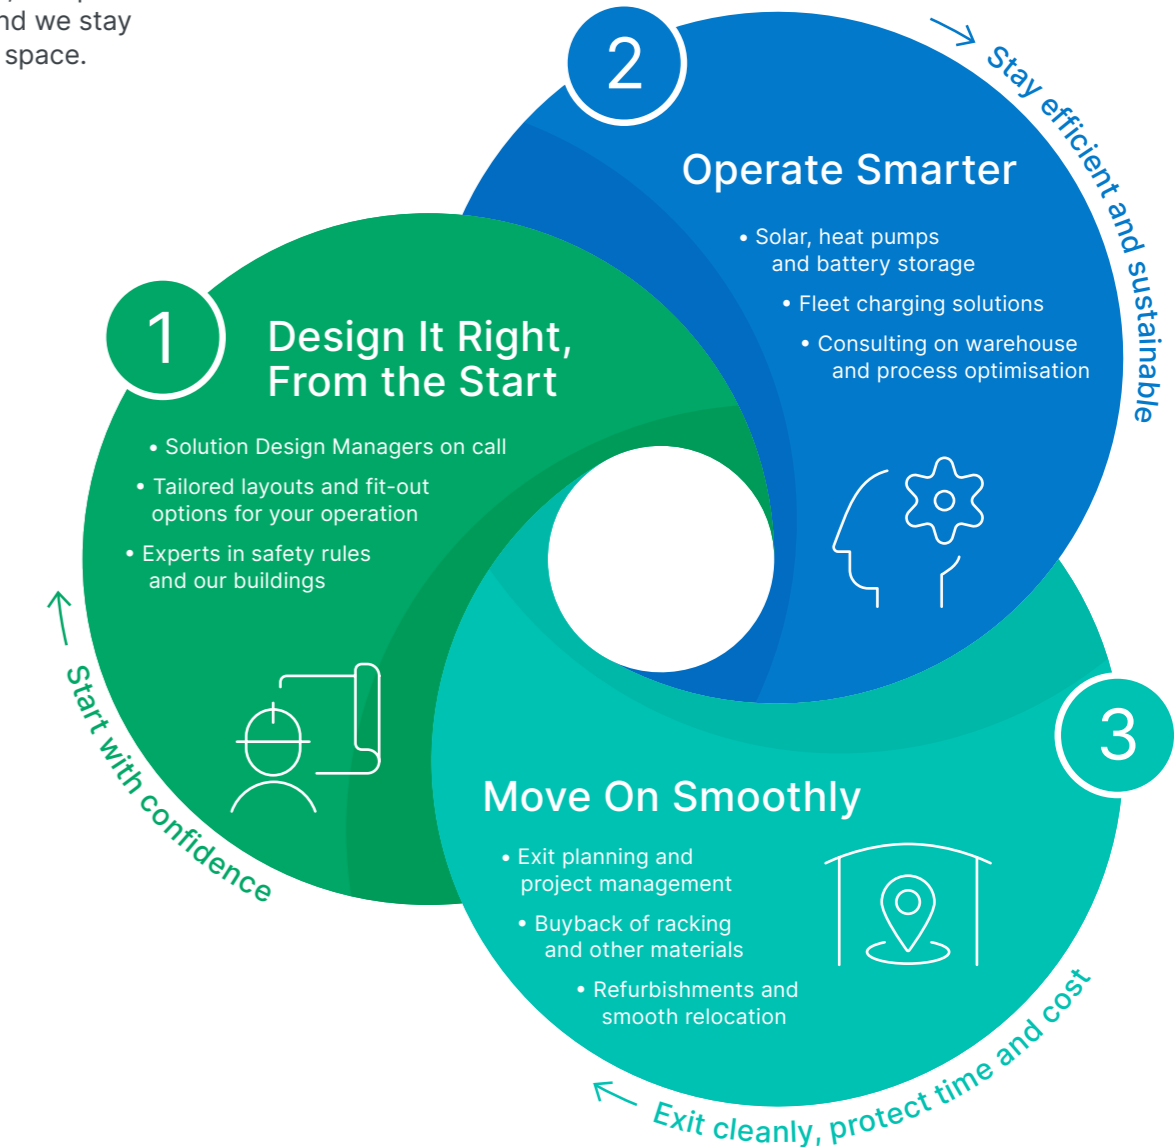 nd we stay
space.
2
Stay efficient and sustainable
Operate Smarter
• Solar, heat pumps
and battery storage
• Fleet charging solutions
• Consulting on warehouse
and process optimisation
1
Design It Right,
From the Start
• Solution Design Managers on call
• Tailored layouts and fit-out
options for your operation
• Experts in safety rules
and our buildings
Start with confidence
3
Move On Smoothly
• Exit planning and
project management
• Buyback of racking
and other materials
• Refurbishments and
smooth relocation
Exit cleanly, protect time and cost